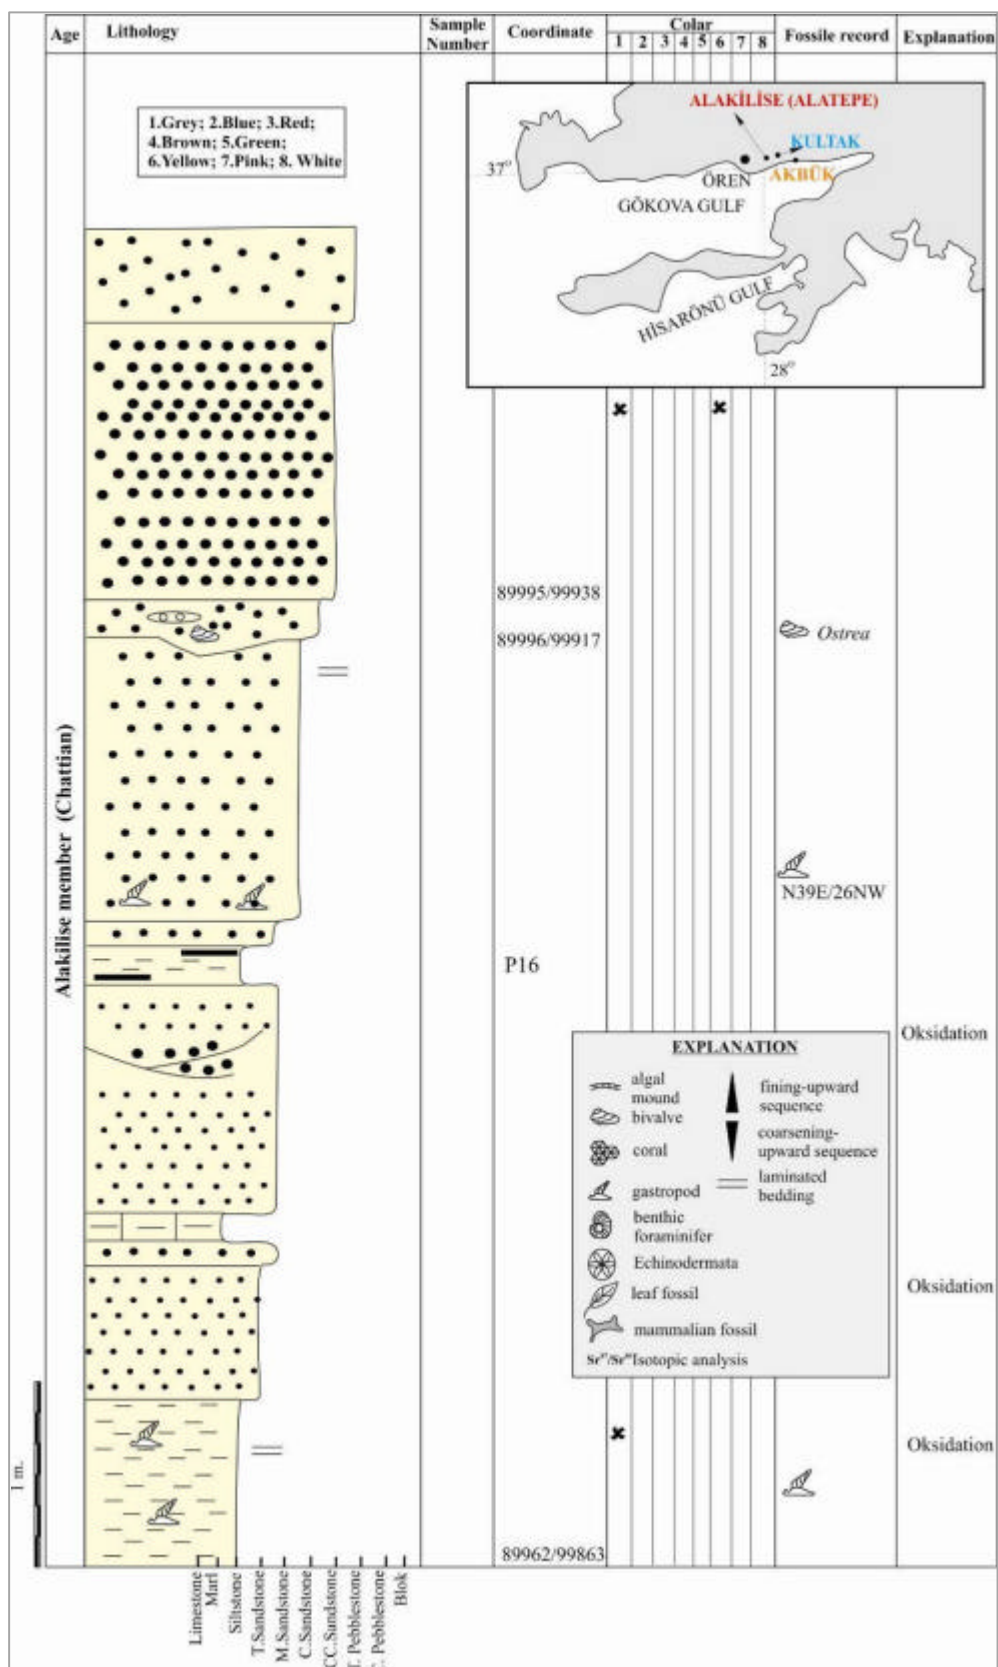 Age
Lithology
Sample
Number
Coordinate
Colar
1 2 3 4 5 6 7 8
Fossile record
Explanation
1.Grey; 2.Blue; 3.Red;
4.Brown; 5.Green;
6.Yellow; 7.Pink; 8. White
ALAKİLİSE (ALATEPE)
KULTAK
37°
ÖREN
AKBÜK
GÖKOVA GULF
HİSARÖNÜ GULF
28°
89995/99938
89996/99917
Ostrea
Alakilise member (Chattian)
N39E/26NW
P16
Oksidation
EXPLANATION
algal
mound
bivalve
coral
gastropod
benthic
foraminifer
Echinodermata
leaf fossil
mammalian fossil
Isotopic analysis
fining-upward
sequence
coarsening-
upward sequence
laminated
bedding
Oksidation
Oksidation
1 m.
89962/99863
Limestone
Marl
Siltstone
T.Sandstone
M.Sandstone
C.Sandstone
CC.Sandstone
Pebblestone
Pebblestone
Blok